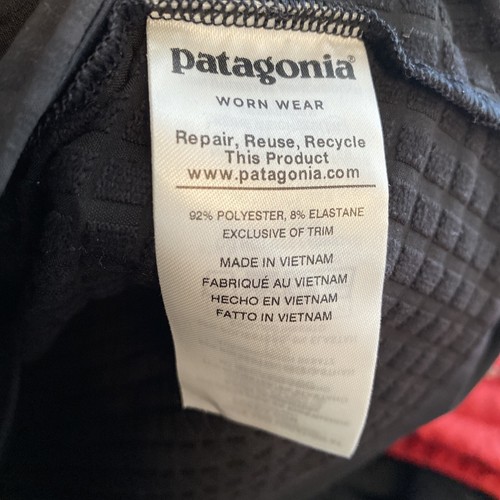 patagonia®
WORN WEAR
Repair, Reuse, Recycle
This Product
www.patagonia.com
92% POLYESTER, 8% ELASTANE
EXCLUSIVE OF TRIM
MADE IN VIETNAM
FABRIQUÉ AU VIETNAM
HECHO EN VIETNAM
FATTO IN VIETNAM